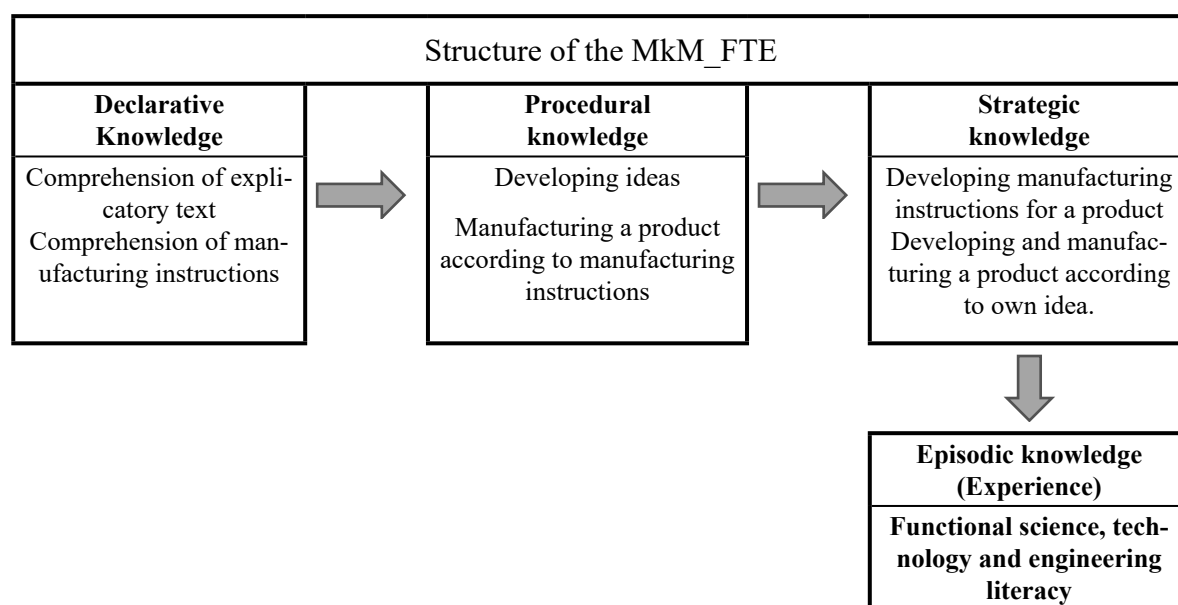 Structure of the MkM_FTE
Declarative
Knowledge
Comprehension of expli-
catory text
Comprehension of man-
ufacturing instructions
Procedural
knowledge
Developing ideas
Manufacturing a product
according to manufacturing
instructions
Strategic
knowledge
Developing manufacturing
instructions for a product
Developing and manufac-
turing a product according
to own idea.
Episodic knowledge
(Experience)
Functional science, tech-
nology and engineering
literacy